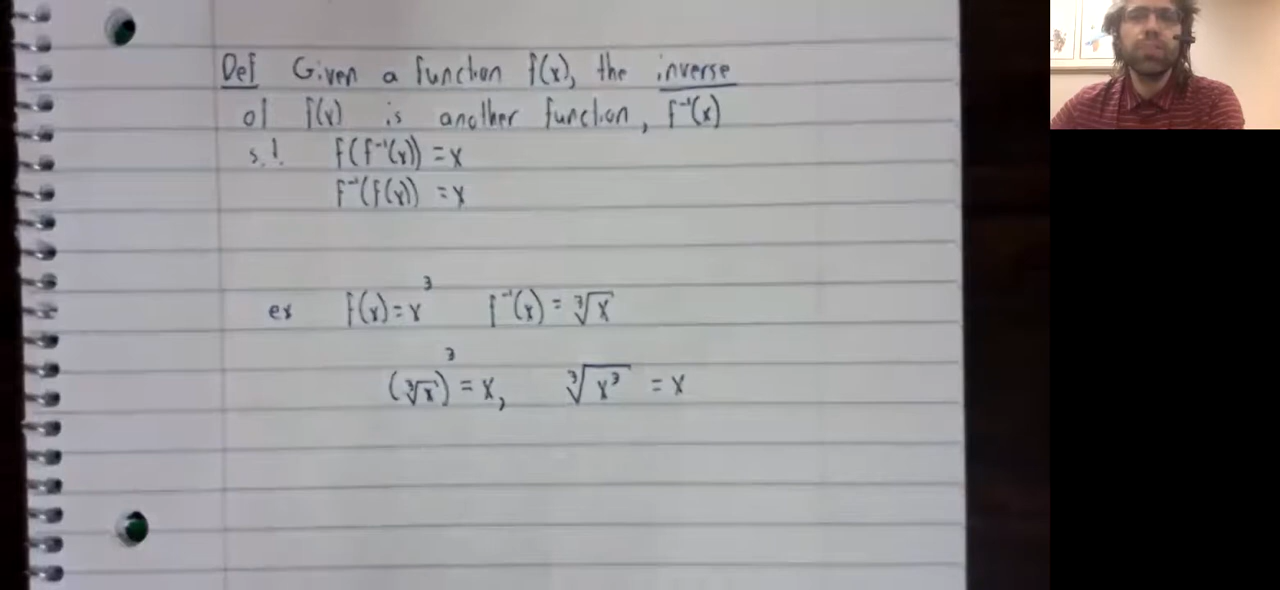 Def Given a function f(x), the inverse
of f(x) is another function, f⁻¹(x)
s.t. f(f⁻¹(x)) = x
f⁻¹(f(x)) = x
ex f(x) = x³ f⁻¹(x) = ∛x
(∛x)³ = x, ∛x³ = x